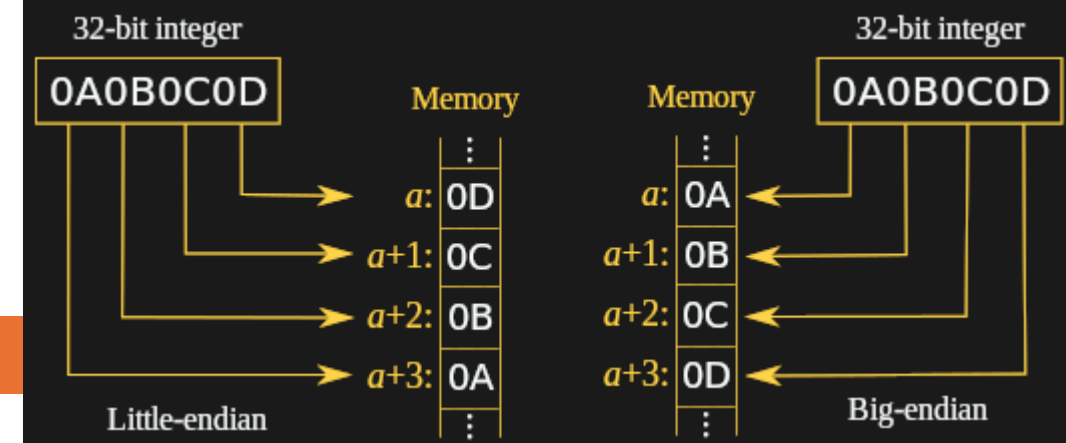 32-bit integer
0A0B0C0D
Memory
⋮
a: 0D
a+1: 0C
a+2: 0B
a+3: 0A
⋮
Little-endian
32-bit integer
0A0B0C0D
Memory
⋮
a: 0A
a+1: 0B
a+2: 0C
a+3: 0D
⋮
Big-endian